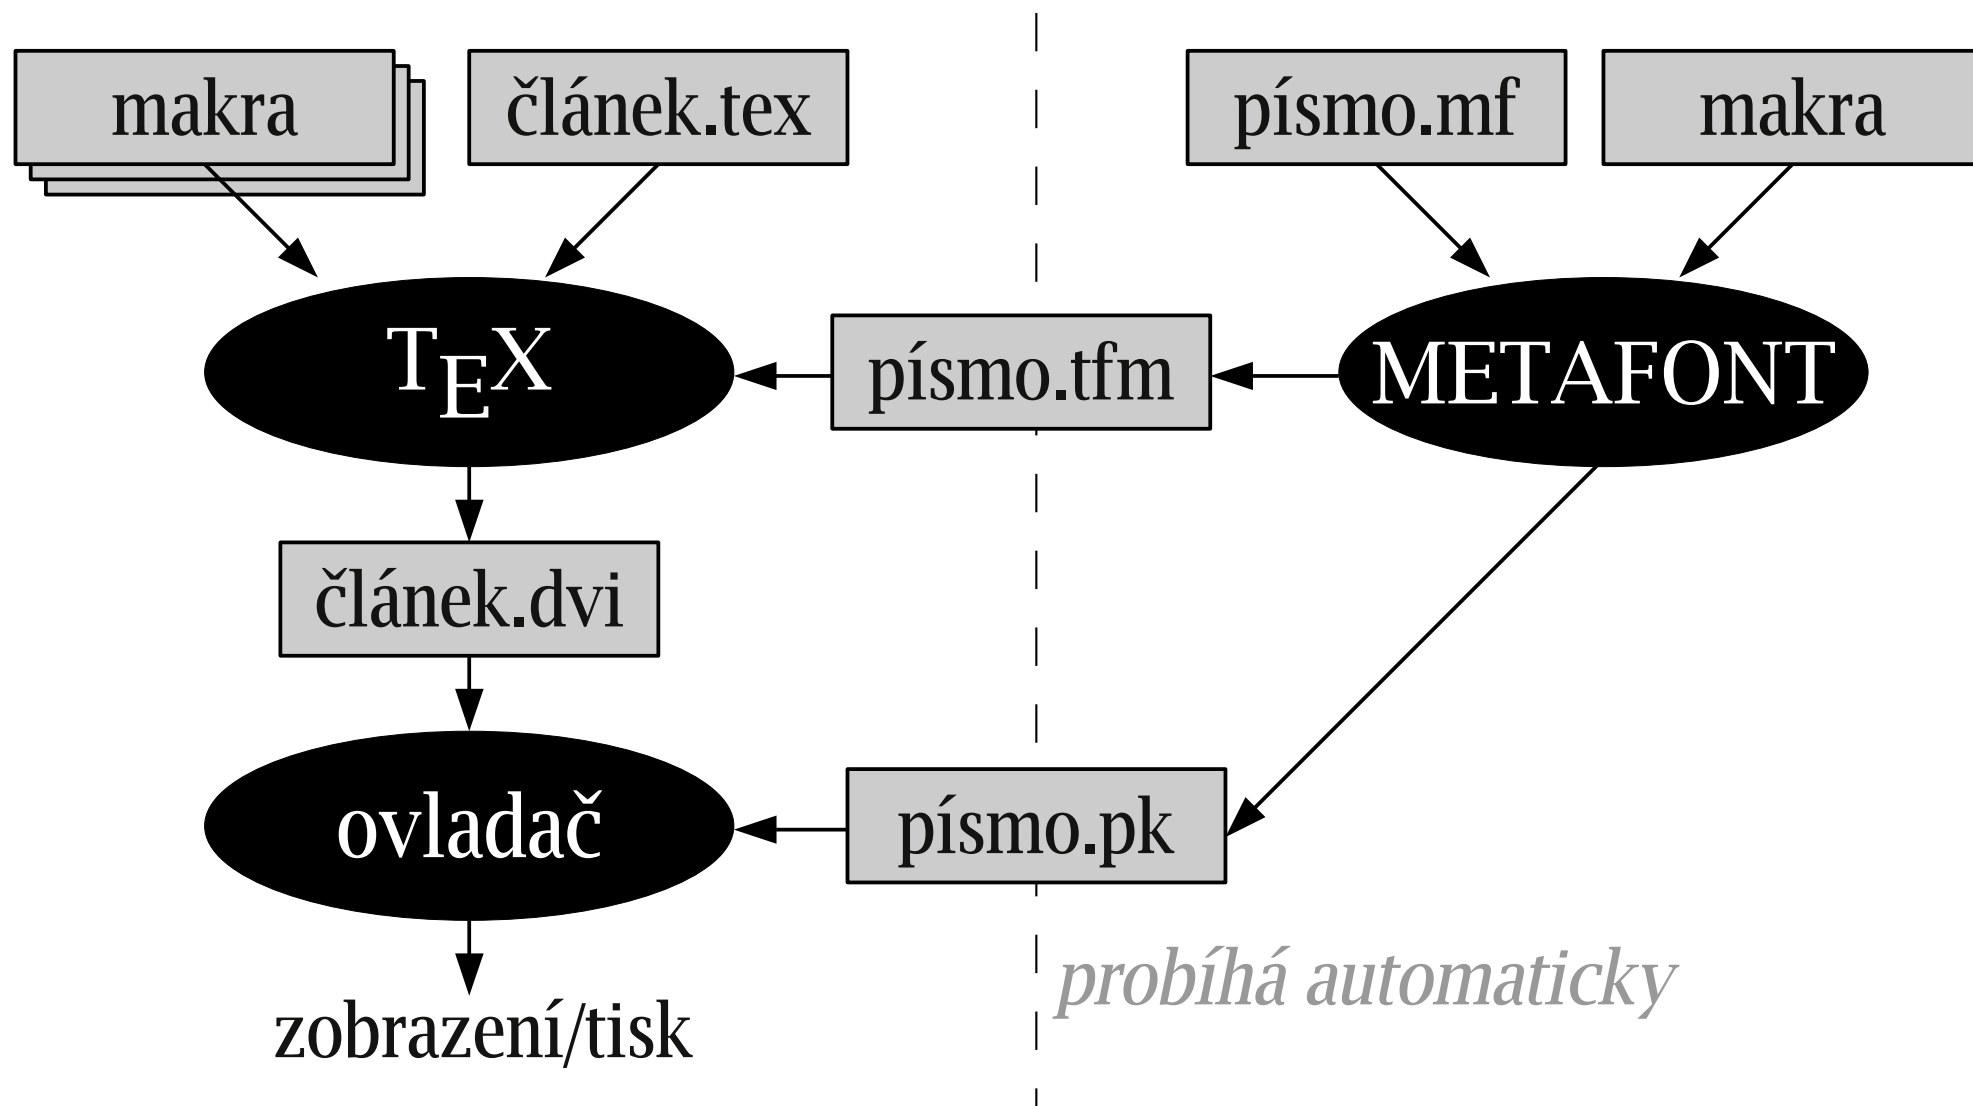 makra
článek.tex
písmo.mf
makra
TEX
písmo.tfm
METAFONT
článek.dvi
ovladač
písmo.pk
probíhá automaticky
zobrazení/tisk